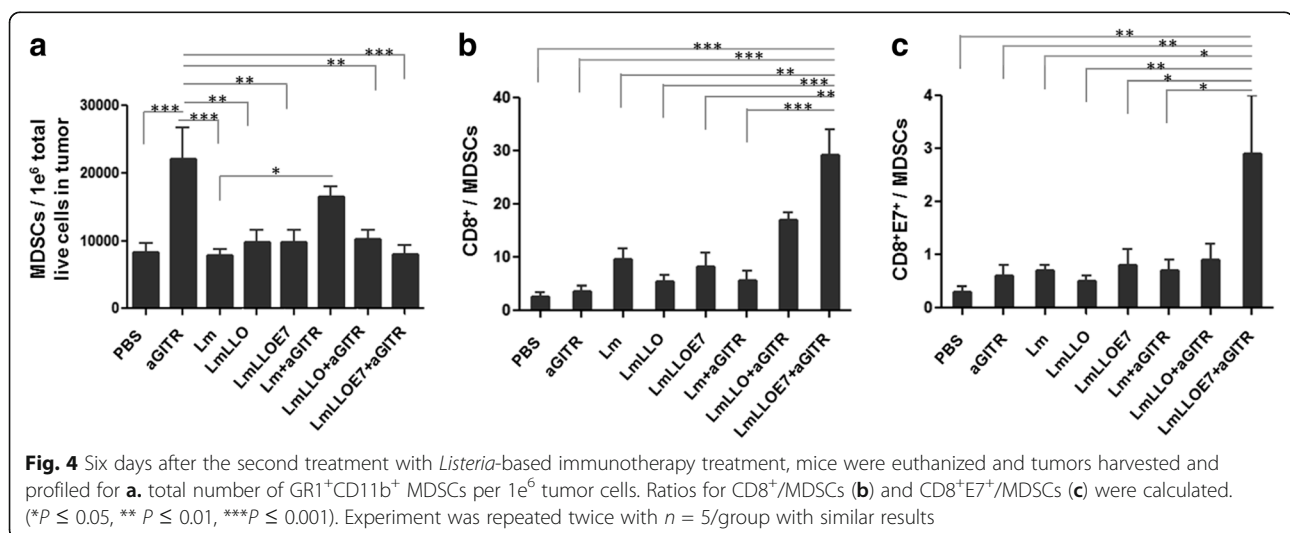 a
b
c
MDSCs / 1e⁶ total
live cells in tumor
30000
20000
10000
0
***
**
**
**
***
***
*
PBS
aGITR
Lm
LmLLO
LmLLOE7
Lm+aGITR
LmLLO+aGITR
LmLLOE7+aGITR
CD8⁺ / MDSCs
40
30
20
10
0
***
***
**
***
**
***
PBS
aGITR
Lm
LmLLO
LmLLOE7
Lm+aGITR
LmLLO+aGITR
LmLLOE7+aGITR
CD8⁺E7⁺ / MDSCs
4
3
2
1
0
**
**
*
**
*
*
PBS
aGITR
Lm
LmLLO
LmLLOE7
Lm+aGITR
LmLLO+aGITR
LmLLOE7+aGITR
Fig. 4 Six days after the second treatment with Listeria-based immunotherapy treatment, mice were euthanized and tumors harvested and
profiled for a. total number of GR1⁺CD11b⁺ MDSCs per 1e⁶ tumor cells. Ratios for CD8⁺/MDSCs (b) and CD8⁺E7⁺/MDSCs (c) were calculated.
(*P ≤ 0.05, ** P ≤ 0.01, ***P ≤ 0.001). Experiment was repeated twice with n = 5/group with similar results